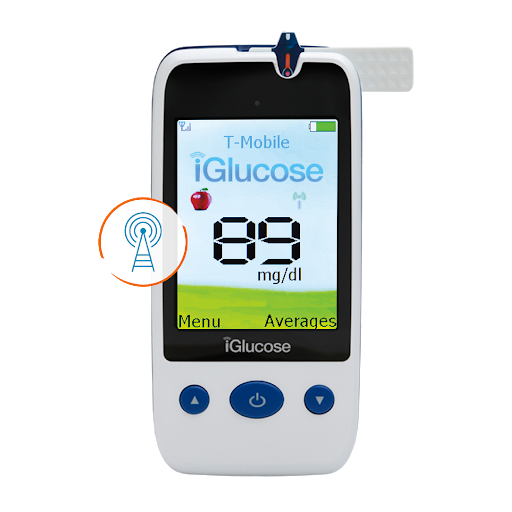 T-Mobile
iGlucose
89
mg/dl
Menu Averages
iGlucose